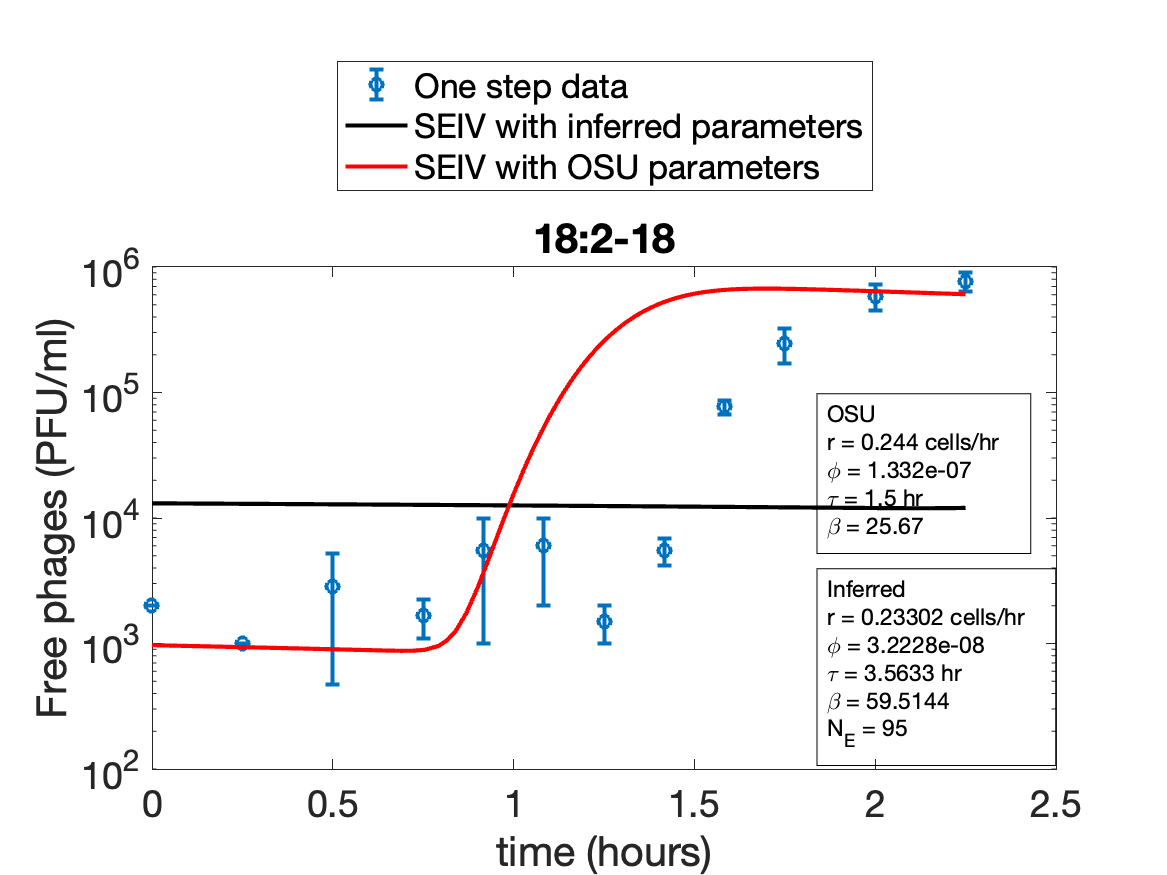 One step data
SEIV with inferred parameters
SEIV with OSU parameters
18:2-18
Free phages (PFU/ml)
10^6
10^5
10^4
10^3
10^2
OSU
r = 0.244 cells/hr
ϕ = 1.332e-07
τ = 1.5 hr
β = 25.67
Inferred
r = 0.23302 cells/hr
ϕ = 3.2228e-08
τ = 3.5633 hr
β = 59.5144
N_E = 95
0 0.5 1 1.5 2 2.5
time (hours)